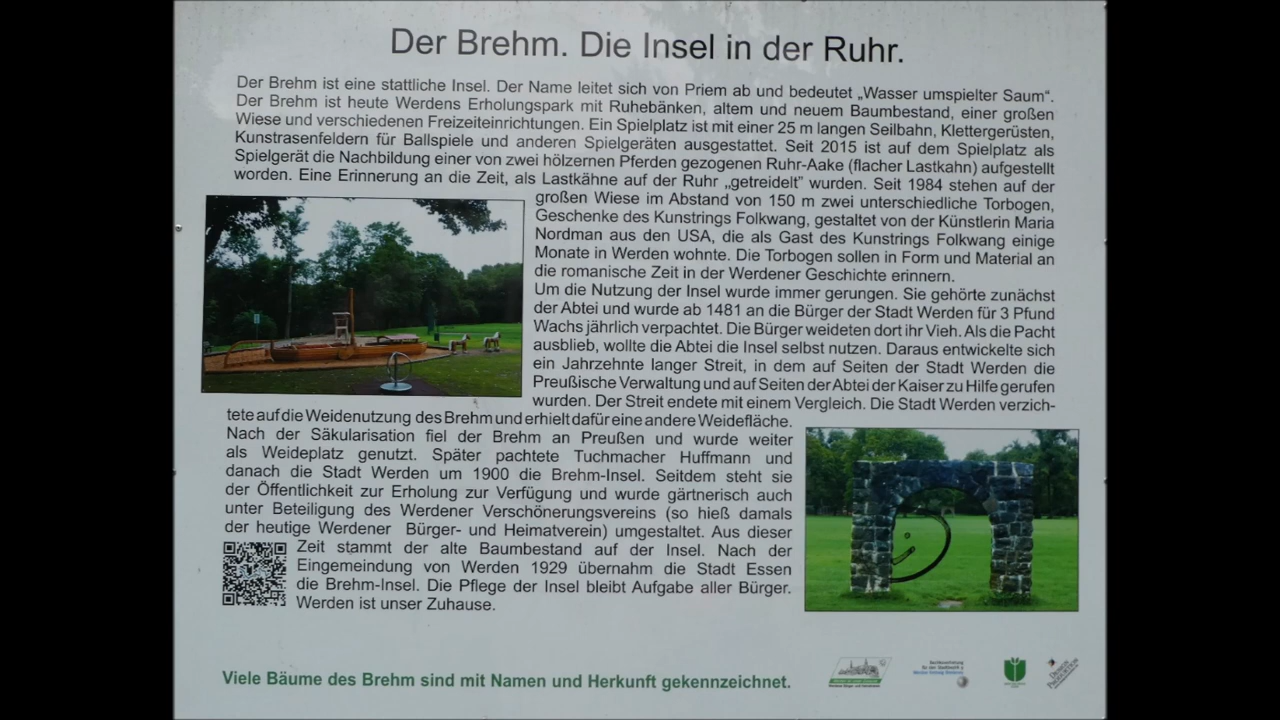 Der Brehm. Die Insel in der Ruhr.
Der Brehm ist eine stattliche Insel. Der Name leitet sich von Priem ab und bedeutet „Wasser umspielter Saum“.
Der Brehm ist heute Werdens Erholungspark mit Ruhebänken, altem und neuem Baumbestand, einer großen
Wiese und verschiedenen Freizeiteinrichtungen. Ein Spielplatz ist mit einer 25 m langen Seilbahn, Klettergerüsten,
Kunstrasenfeldern für Ballspiele und anderen Spielgeräten ausgestattet. Seit 2015 ist auf dem Spielplatz als
Spielgerät die Nachbildung einer von zwei hölzernen Pferden gezogenen Ruhr-Aake (flacher Lastkahn) aufgestellt
worden. Eine Erinnerung an die Zeit, als Lastkähne auf der Ruhr „getreidelt” wurden. Seit 1984 stehen auf der
großen Wiese im Abstand von 150 m zwei unterschiedliche Torbogen,
Geschenke des Kunstrings Folkwang, gestaltet von der Künstlerin Maria
Nordman aus den USA, die als Gast des Kunstrings Folkwang einige
Monate in Werden wohnte. Die Torbogen sollen in Form und Material an
die romanische Zeit in der Werdener Geschichte erinnern.
Um die Nutzung der Insel wurde immer gerungen. Sie gehörte zunächst
der Abtei und wurde ab 1481 an die Bürger der Stadt Werden für 3 Pfund
Wachs jährlich verpachtet. Die Bürger weideten dort ihr Vieh. Als die Pacht
ausblieb, wollte die Abtei die Insel selbst nutzen. Daraus entwickelte sich
ein Jahrzehnte langer Streit, in dem auf Seiten der Stadt Werden die
Preußische Verwaltung und auf Seiten der Abtei der Kaiser zu Hilfe gerufen
wurden. Der Streit endete mit einem Vergleich. Die Stadt Werden verzich-
tete auf die Weidenutzung des Brehm und erhielt dafür eine andere Weidefläche.
Nach der Säkularisation fiel der Brehm an Preußen und wurde weiter
als Weideplatz genutzt. Später pachtete Tuchmacher Huffmann und
danach die Stadt Werden um 1900 die Brehm-Insel. Seitdem steht sie
der Öffentlichkeit zur Erholung zur Verfügung und wurde gärtnerisch auch
unter Beteiligung des Werdener Verschönerungsvereins (so hieß damals
der heutige Werdener Bürger- und Heimatverein) umgestaltet. Aus dieser
Zeit stammt der alte Baumbestand auf der Insel. Nach der
Eingemeindung von Werden 1929 übernahm die Stadt Essen
die Brehm-Insel. Die Pflege der Insel bleibt Aufgabe aller Bürger.
Werden ist unser Zuhause.
Viele Bäume des Brehm sind mit Namen und Herkunft gekennzeichnet.